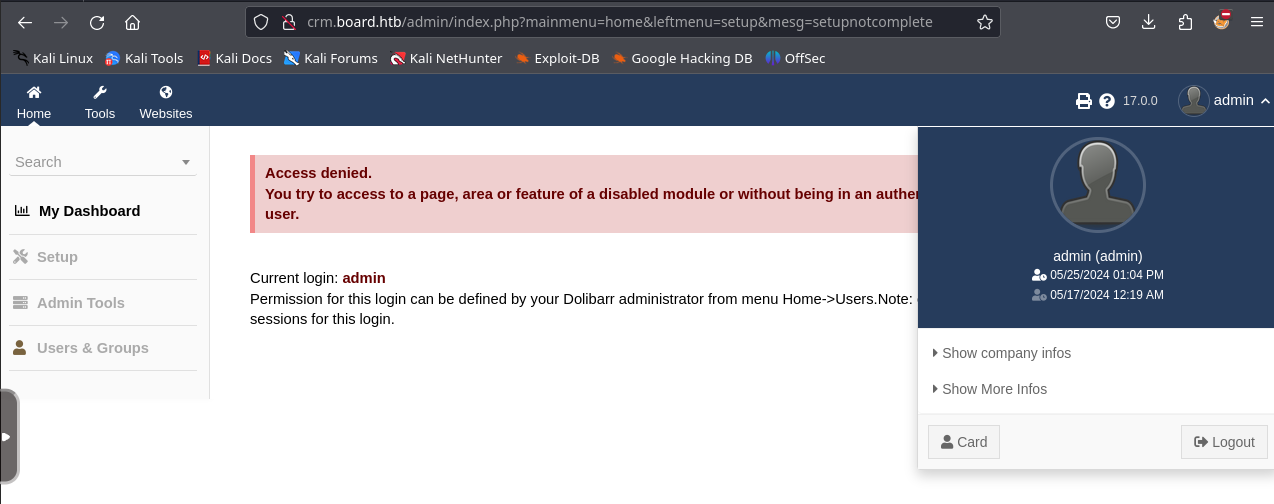 crm.board.htb/admin/index.php?mainmenu=home&leftmenu=setup&mesg=setupnotcomplete
Kali Linux Kali Tools Kali Docs Kali Forums Kali NetHunter Exploit-DB Google Hacking DB OffSec
Home Tools Websites 17.0.0 admin
Search
My Dashboard
Setup
Admin Tools
Users & Groups
Access denied.
You try to access to a page, area or feature of a disabled module or without being in an
user.
Current login: admin
Permission for this login can be defined by your Dolibarr administrator from menu Home->Users.Note:
sessions for this login.
admin (admin)
05/25/2024 01:04 PM
05/17/2024 12:19 AM
Show company infos
Show More Infos
Card Logout